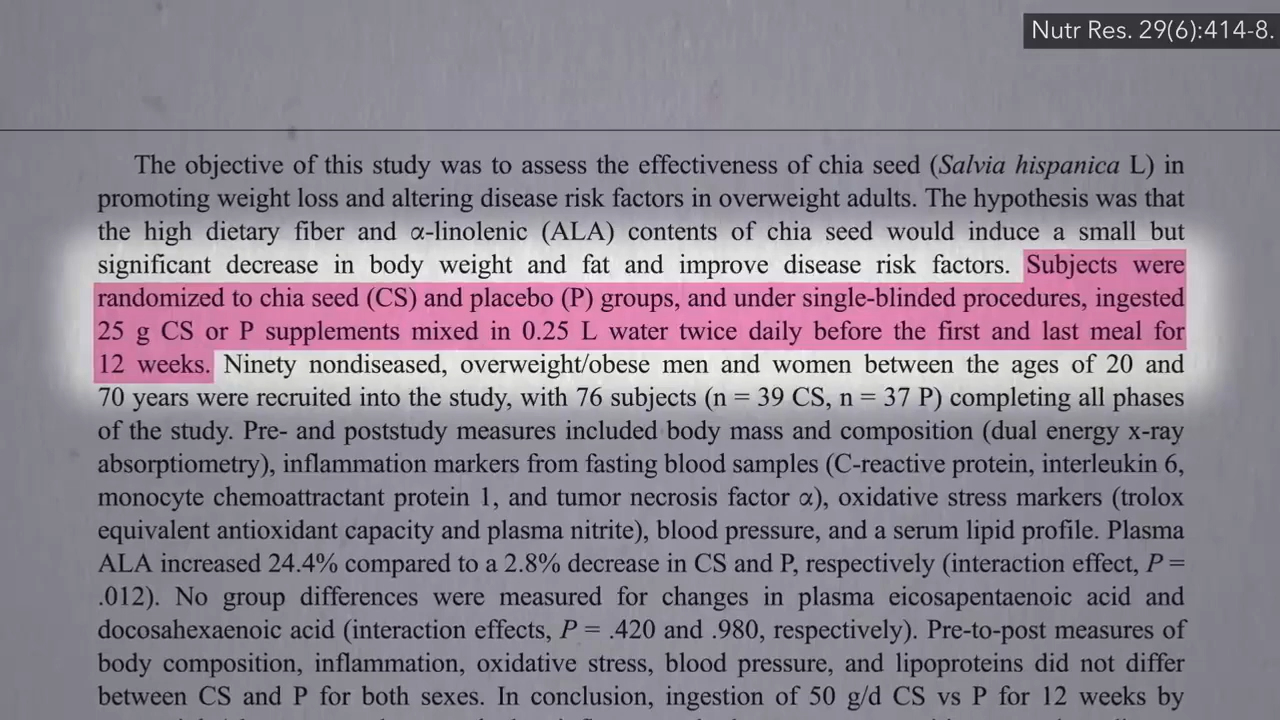 Nutr Res. 29(6):414-8.
The objective of this study was to assess the effectiveness of chia seed (Salvia hispanica L) in
promoting weight loss and altering disease risk factors in overweight adults. The hypothesis was that
the high dietary fiber and α-linolenic (ALA) contents of chia seed would induce a small but
significant decrease in body weight and fat and improve disease risk factors. Subjects were
randomized to chia seed (CS) and placebo (P) groups, and under single-blinded procedures, ingested
25 g CS or P supplements mixed in 0.25 L water twice daily before the first and last meal for
12 weeks. Ninety nondiseased, overweight/obese men and women between the ages of 20 and
70 years were recruited into the study, with 76 subjects (n = 39 CS, n = 37 P) completing all phases
of the study. Pre- and poststudy measures included body mass and composition (dual energy x-ray
absorptiometry), inflammation markers from fasting blood samples (C-reactive protein, interleukin 6,
monocyte chemoattractant protein 1, and tumor necrosis factor α), oxidative stress markers (trolox
equivalent antioxidant capacity and plasma nitrite), blood pressure, and a serum lipid profile. Plasma
ALA increased 24.4% compared to a 2.8% decrease in CS and P, respectively (interaction effect, P =
.012). No group differences were measured for changes in plasma eicosapentaenoic acid and
docosahexaenoic acid (interaction effects, P = .420 and .980, respectively). Pre-to-post measures of
body composition, inflammation, oxidative stress, blood pressure, and lipoproteins did not differ
between CS and P for both sexes. In conclusion, ingestion of 50 g/d CS vs P for 12 weeks by